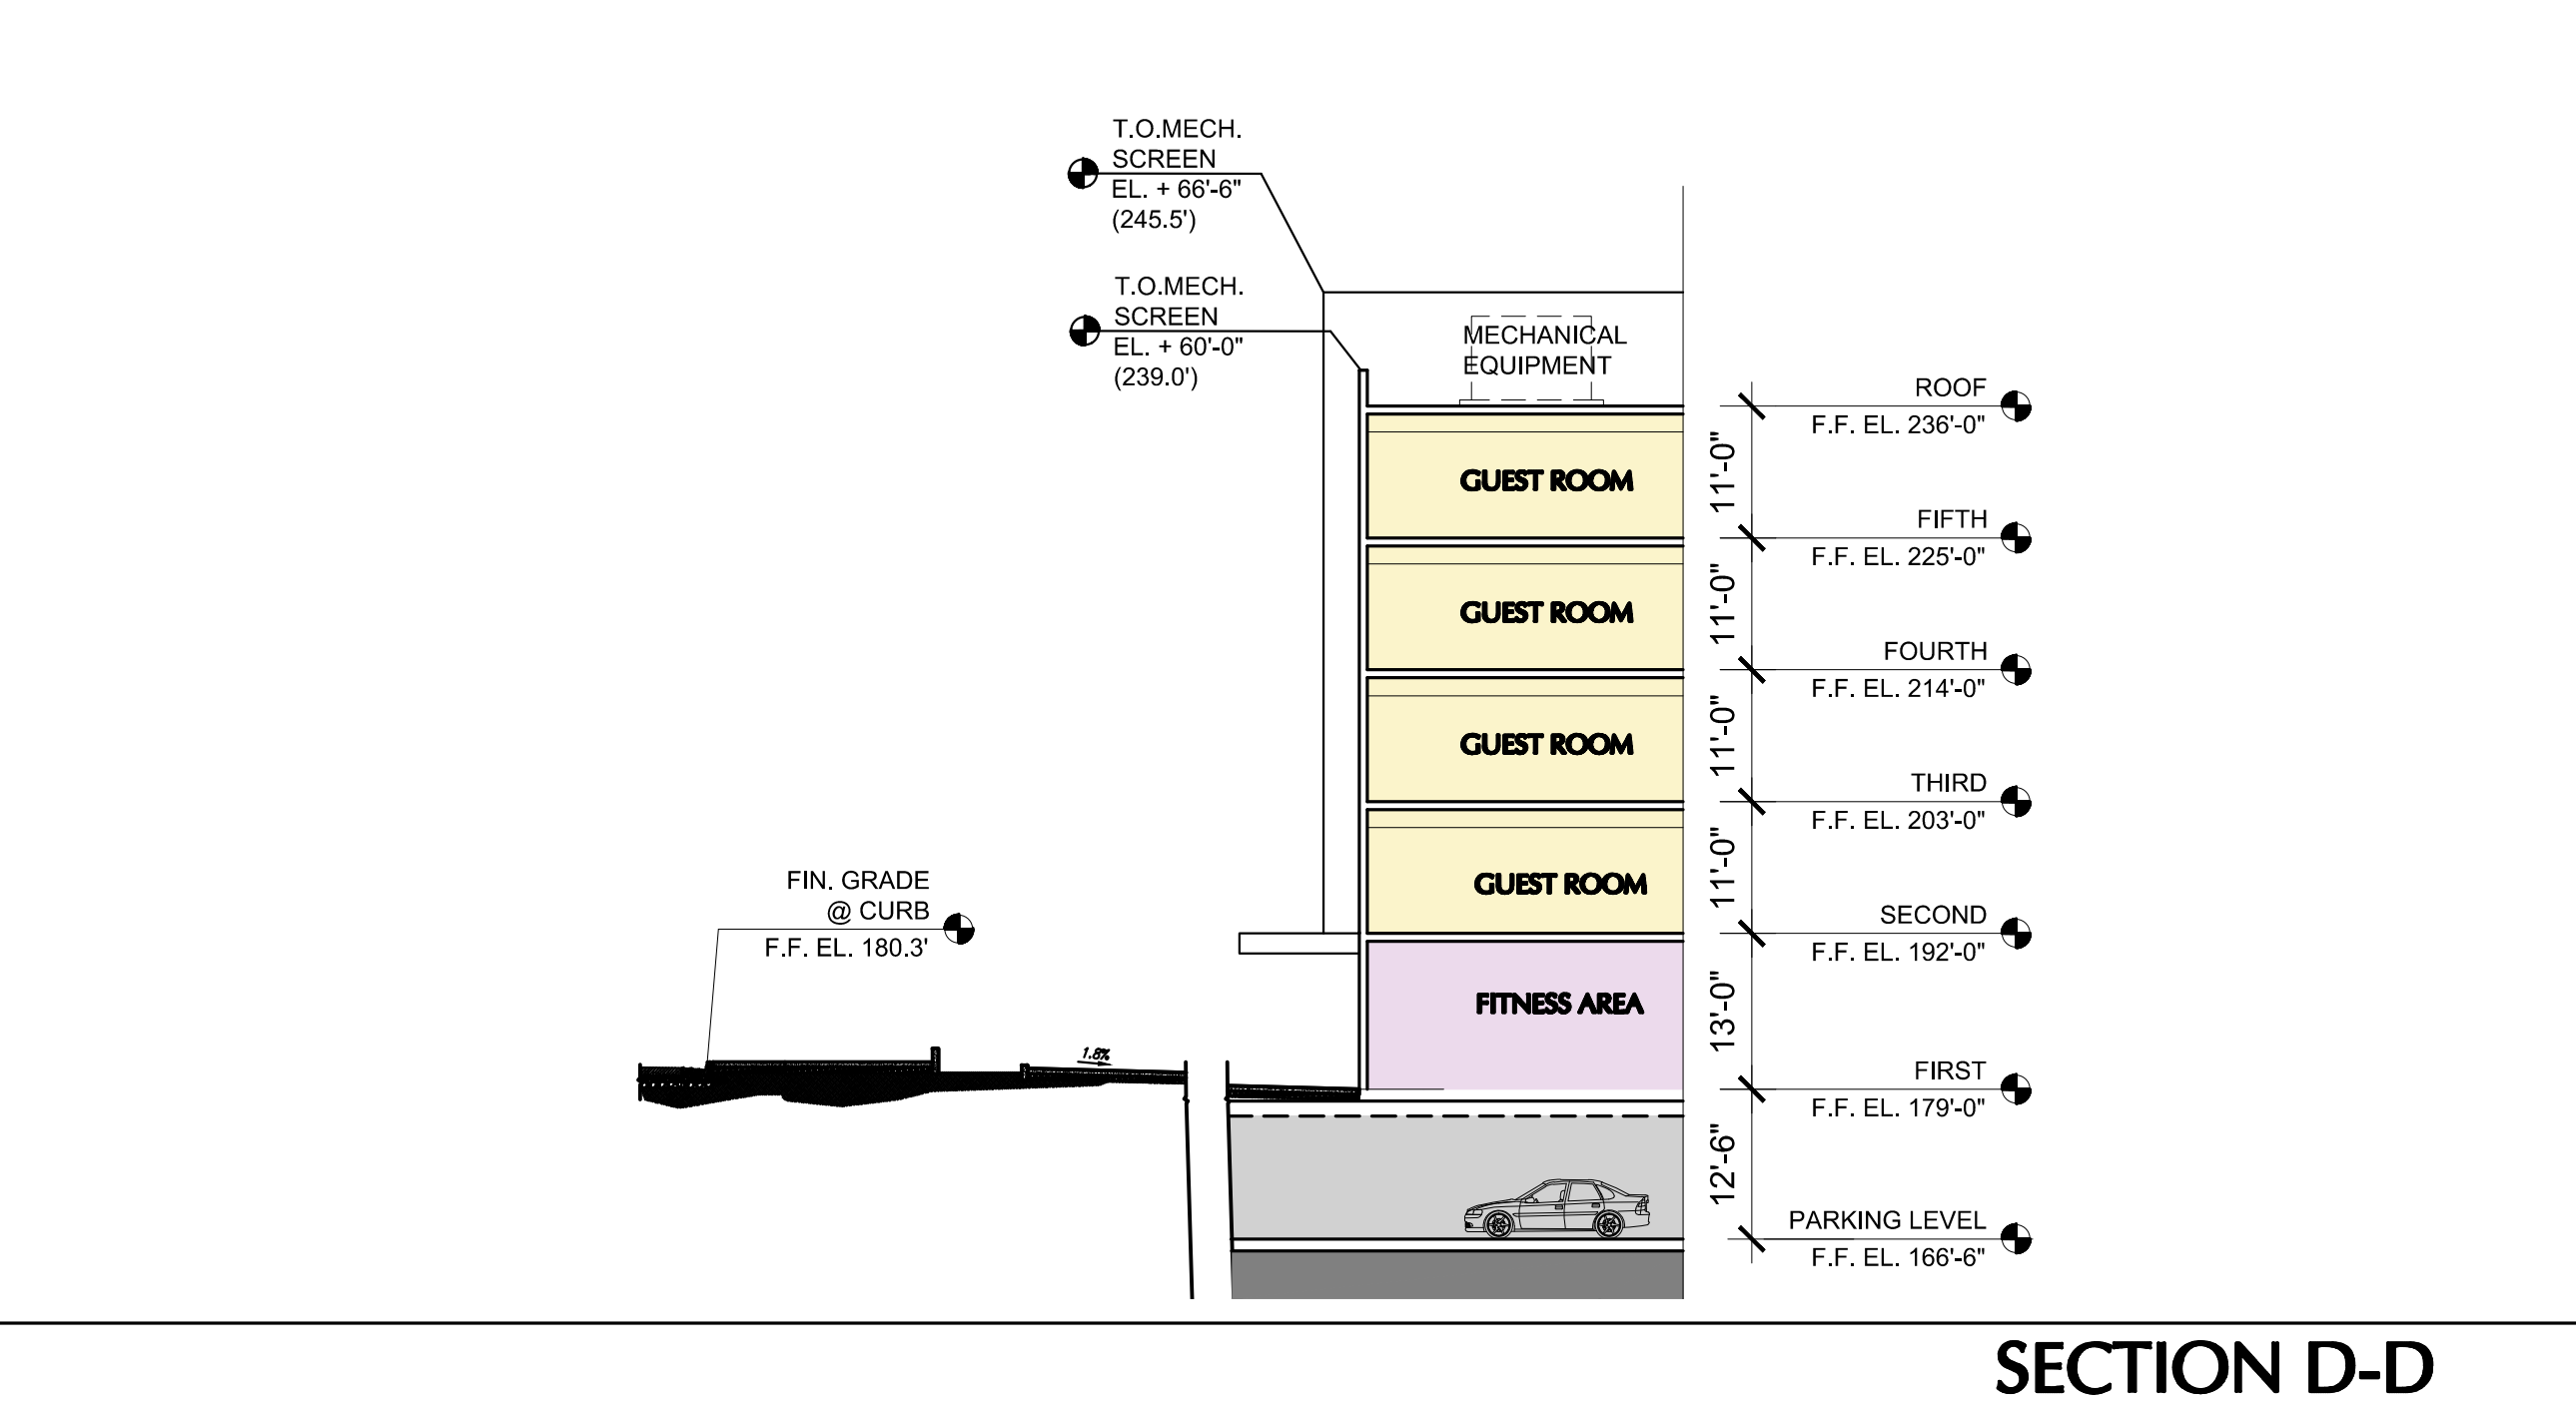 T.O.MECH.
SCREEN
EL. + 66'-6"
(245.5')
T.O.MECH.
SCREEN
EL. + 60'-0"
(239.0')
MECHANICAL
EQUIPMENT
ROOF
F.F. EL. 236'-0"
11'-0"
GUEST ROOM
FIFTH
F.F. EL. 225'-0"
11'-0"
GUEST ROOM
FOURTH
F.F. EL. 214'-0"
11'-0"
GUEST ROOM
THIRD
F.F. EL. 203'-0"
11'-0"
GUEST ROOM
FIN. GRADE
@ CURB
F.F. EL. 180.3'
SECOND
F.F. EL. 192'-0"
13'-0"
FITNESS AREA
1.8%
FIRST
F.F. EL. 179'-0"
12'-6"
PARKING LEVEL
F.F. EL. 166'-6"
SECTION D-D